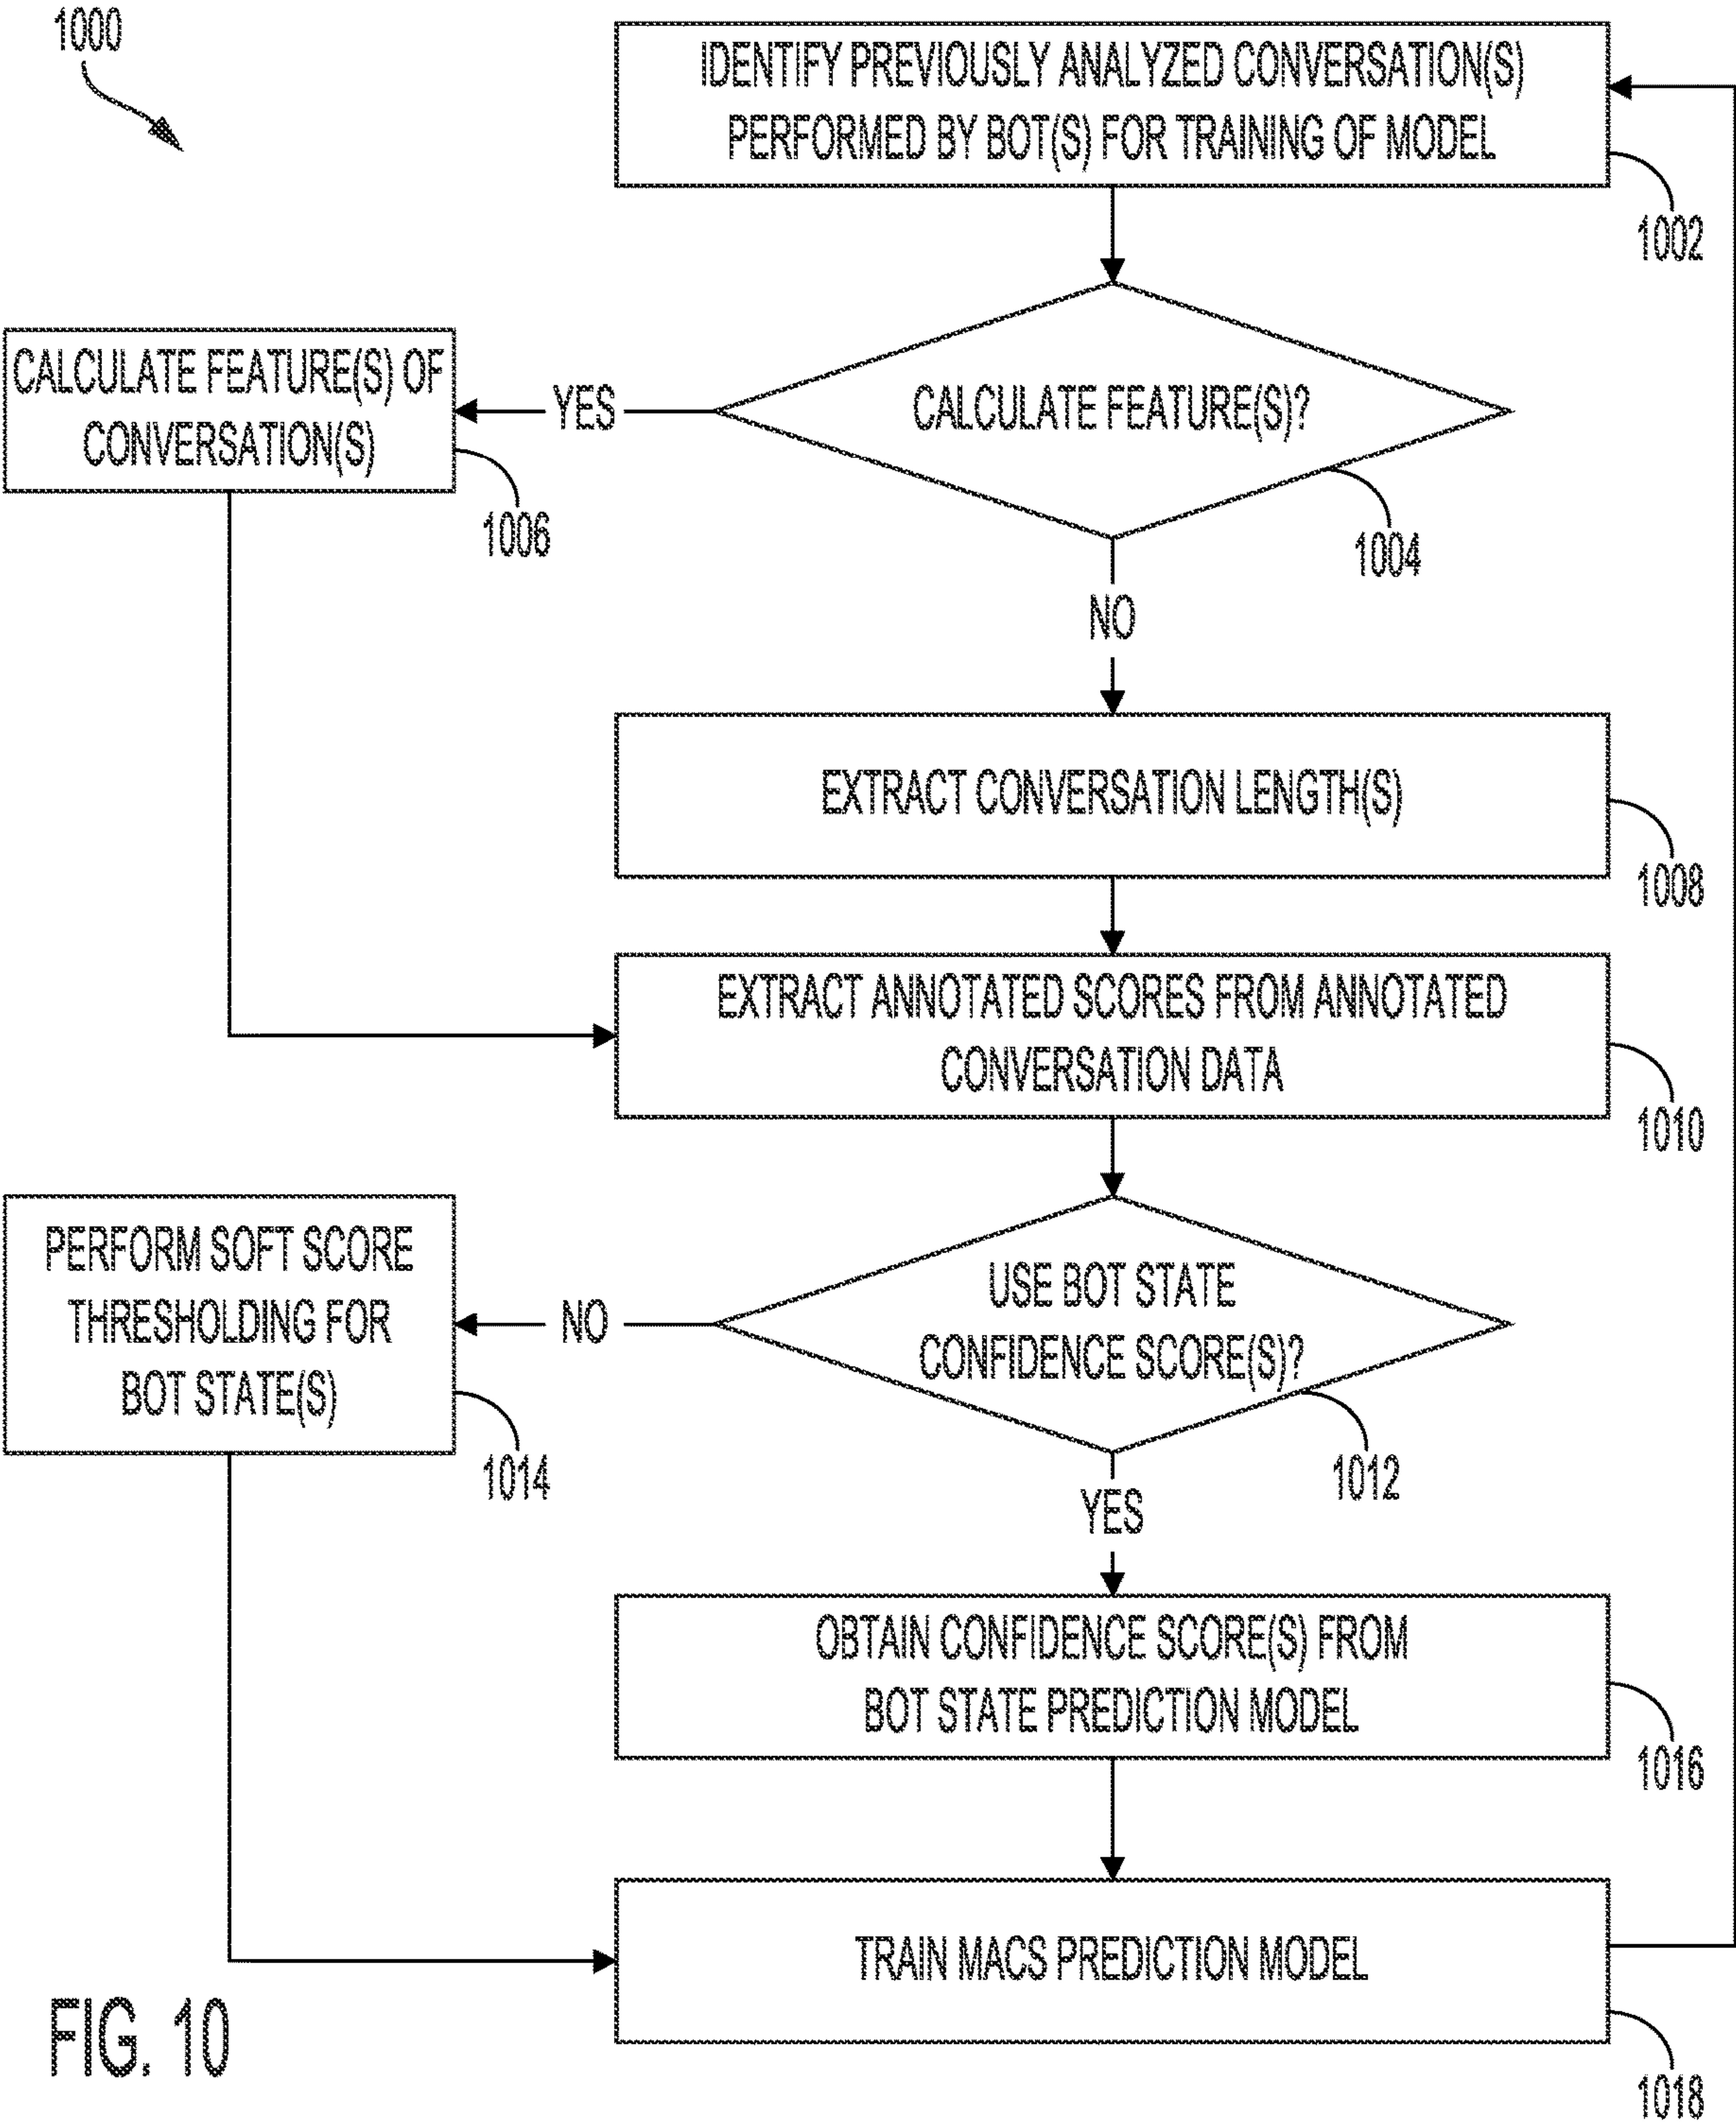 1000
IDENTIFY PREVIOUSLY ANALYZED CONVERSATION(S)
PERFORMED BY BOT(S) FOR TRAINING OF MODEL
1002
CALCULATE FEATURE(S)?
1004
YES
CALCULATE FEATURE(S) OF
CONVERSATION(S)
1006
NO
EXTRACT CONVERSATION LENGTH(S)
1008
EXTRACT ANNOTATED SCORES FROM ANNOTATED
CONVERSATION DATA
1010
USE BOT STATE
CONFIDENCE SCORE(S)?
1012
NO
PERFORM SOFT SCORE
THRESHOLDING FOR
BOT STATE(S)
1014
YES
OBTAIN CONFIDENCE SCORE(S) FROM
BOT STATE PREDICTION MODEL
1016
TRAIN MACS PREDICTION MODEL
1018
FIG. 10